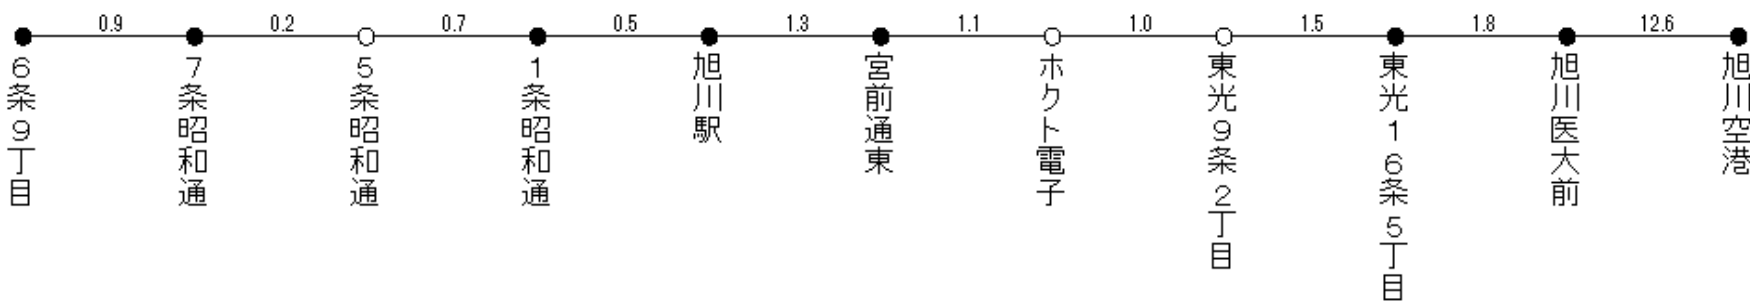 0.9 0.2 0.7 0.5 1.3 1.1 1.0 1.5 1.8 12.6
6条9丁目
7条昭和通
5条昭和通
1条昭和通
旭川駅
宮前通東
ホクト電子
東光9条2丁目
東光16条5丁目
旭川医大前
旭川空港